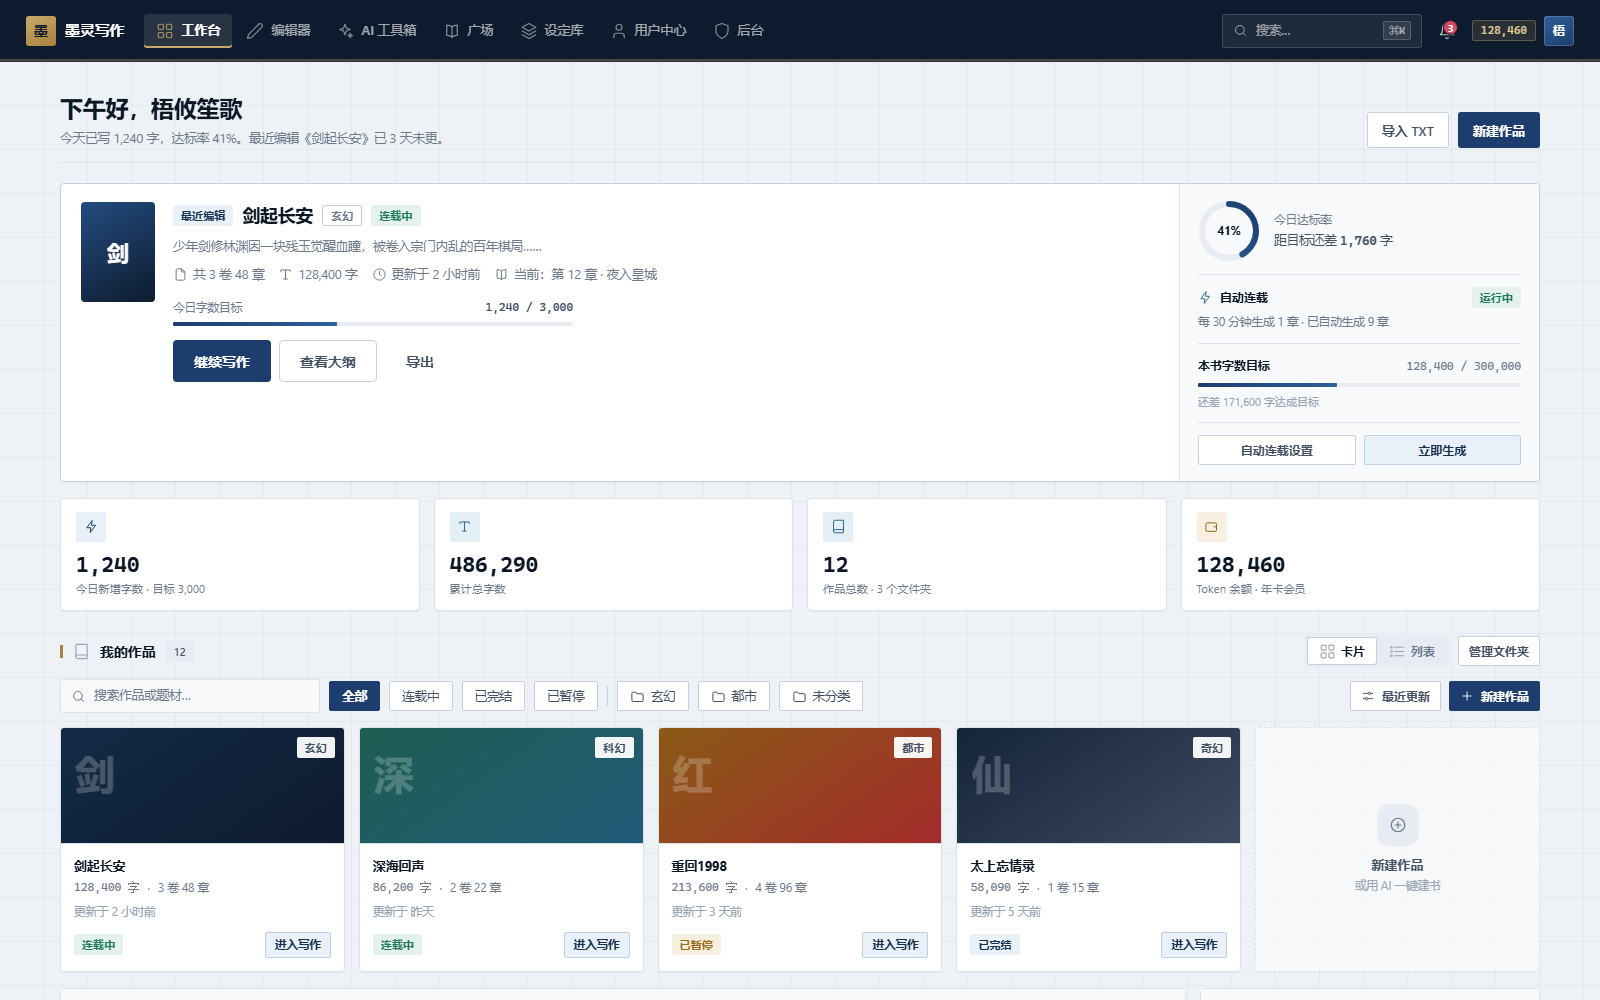 墨 墨灵写作 工作台 编辑器 AI 工具箱 广场 设定库 用户中心 后台 搜索... ⌘K 3 128,460 梧
下午好，梧攸笙歌
今天已写 1,240 字，达标率 41%。最近编辑《剑起长安》已 3 天未更。
导入 TXT 新建作品
剑
最近编辑 剑起长安 玄幻 连载中
少年剑修林渊因一块残玉觉醒血瞳，被卷入宗门内乱的百年棋局……
共 3 卷 48 章 128,400 字 更新于 2 小时前 当前：第 12 章 · 夜入皇城
今日字数目标 1,240 / 3,000
继续写作 查看大纲 导出
41%
今日达标率
距目标还差 1,760 字
自动连载 运行中
每 30 分钟生成 1 章 · 已自动生成 9 章
本书字数目标 128,400 / 300,000
还差 171,600 字达成目标
自动连载设置 立即生成
1,240
今日新增字数 · 目标 3,000
486,290
累计总字数
12
作品总数 · 3 个文件夹
128,460
Token 余额 · 年卡会员
我的作品 12
卡片 列表 管理文件夹
搜索作品或题材... 全部 连载中 已完结 已暂停 玄幻 都市 未分类 最近更新 新建作品
剑 玄幻
剑起长安
128,400 字 · 3 卷 48 章
更新于 2 小时前
连载中 进入写作
深 科幻
深海回声
86,200 字 · 2 卷 22 章
更新于 昨天
连载中 进入写作
红 都市
重回1998
213,600 字 · 4 卷 96 章
更新于 3 天前
已暂停 进入写作
仙 奇幻
太上忘情录
58,090 字 · 1 卷 15 章
更新于 5 天前
已完结 进入写作
新建作品
或用 AI 一键建书